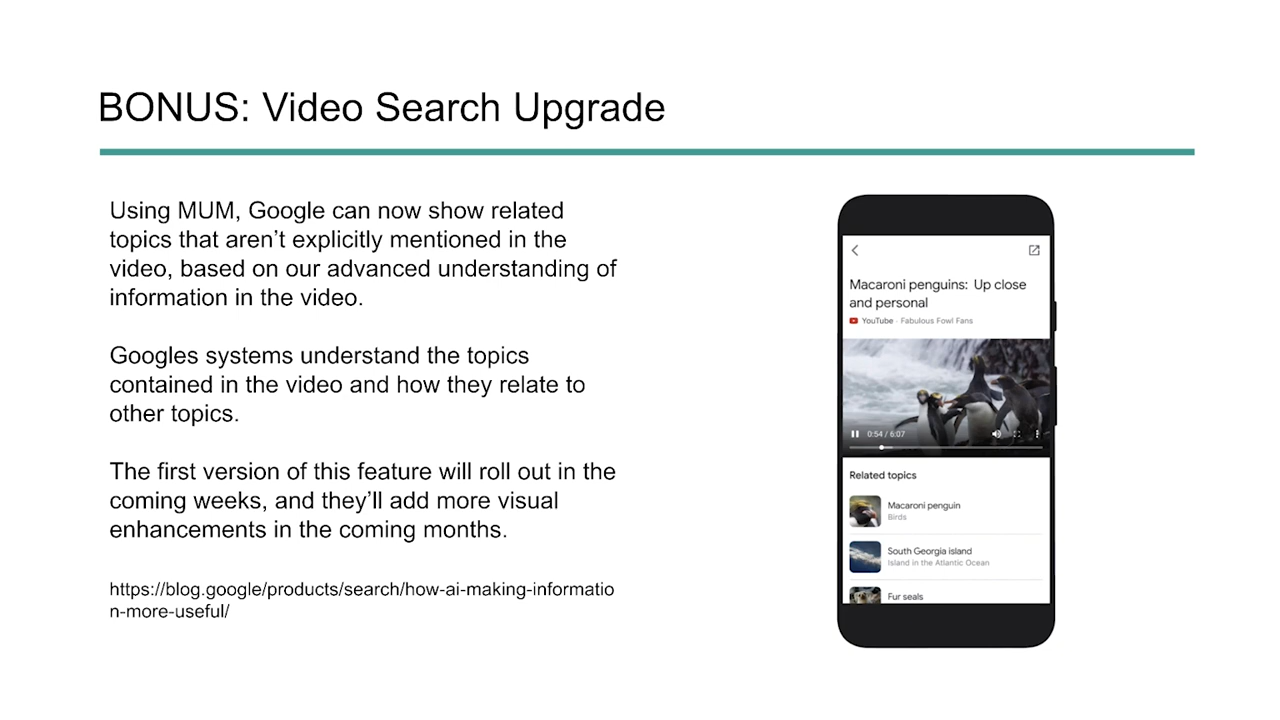 BONUS: Video Search Upgrade
Using MUM, Google can now show related
topics that aren’t explicitly mentioned in the
video, based on our advanced understanding of
information in the video.
Googles systems understand the topics
contained in the video and how they relate to
other topics.
The first version of this feature will roll out in the
coming weeks, and they’ll add more visual
enhancements in the coming months.
https://blog.google/products/search/how-ai-making-informatio
n-more-useful/
Macaroni penguins: Up close
and personal
YouTube · Fabulous Fowl Fans
0:54 / 6:07
Related topics
Macaroni penguin
Birds
South Georgia island
Island in the Atlantic Ocean
Fur seals